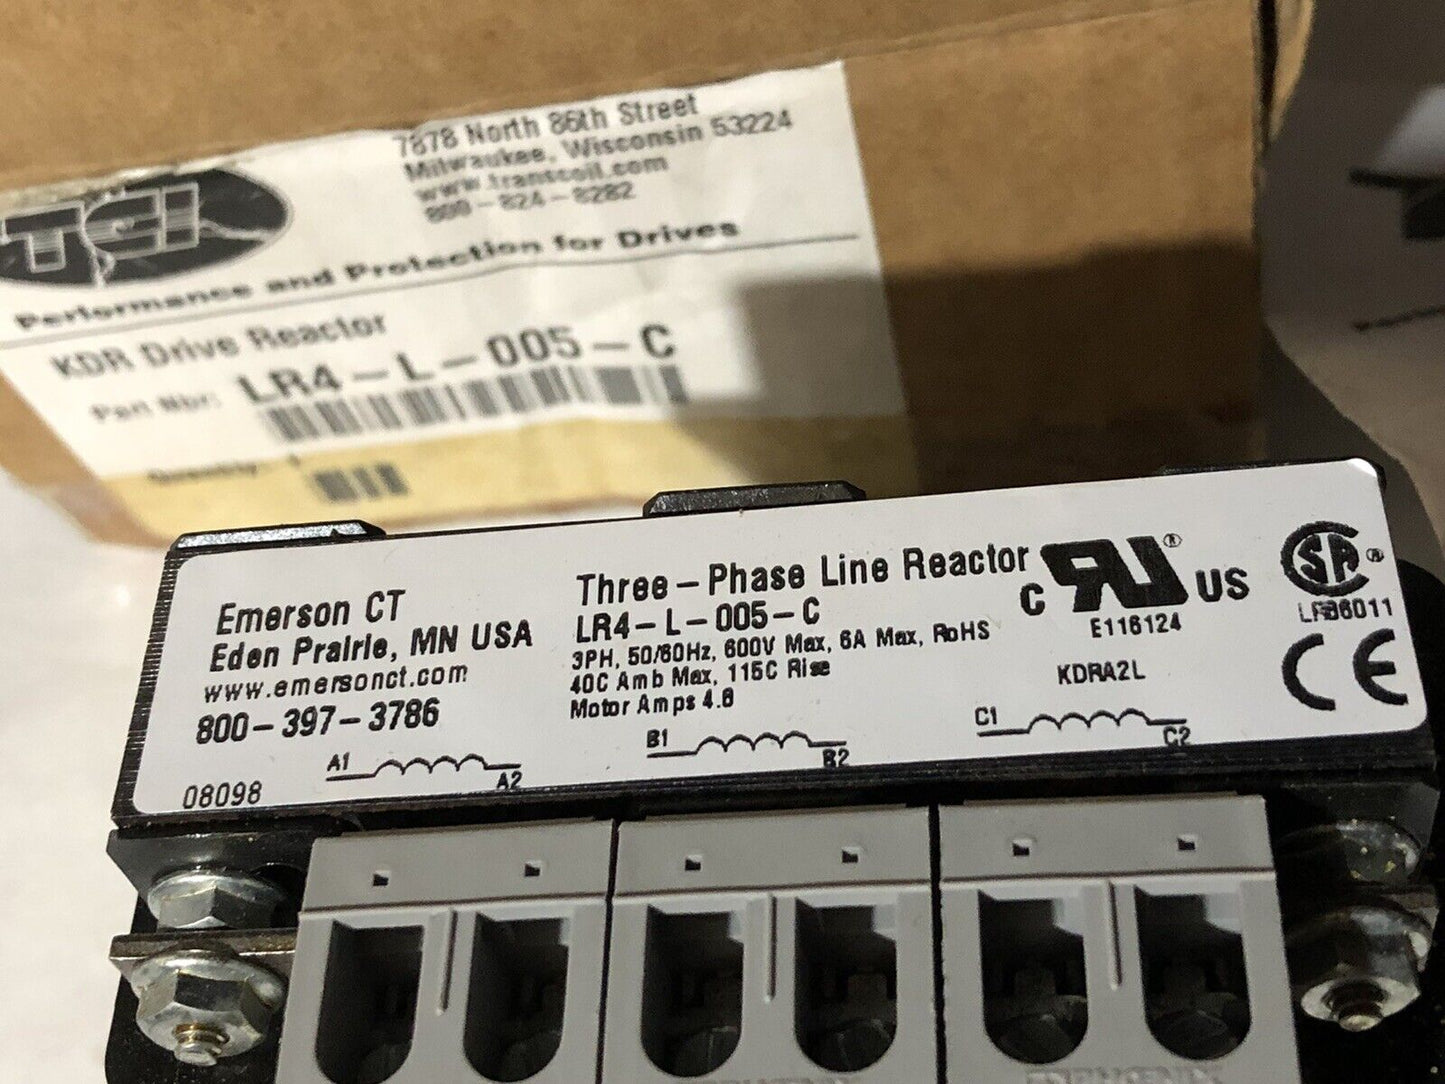 7878 North 86th Street
Milwaukee, Wisconsin 53224
www.transcoil.com
800-824-8282
TCI
Performance and Protection for Drives
KDR Drive Reactor
Part Nbr: LR4-L-005-C
Quantity: 1
Emerson CT
Eden Prairie, MN USA
www.emersonct.com
800-397-3786
08098
Three-Phase Line Reactor
LR4-L-005-C
3PH, 50/60Hz, 600V Max, 6A Max, RoHS
40C Amb Max, 115C Rise
Motor Amps 4.8
C US
E116124
KDRA2L
LR36011
CE
A1 A2
B1 B2
C1 C2